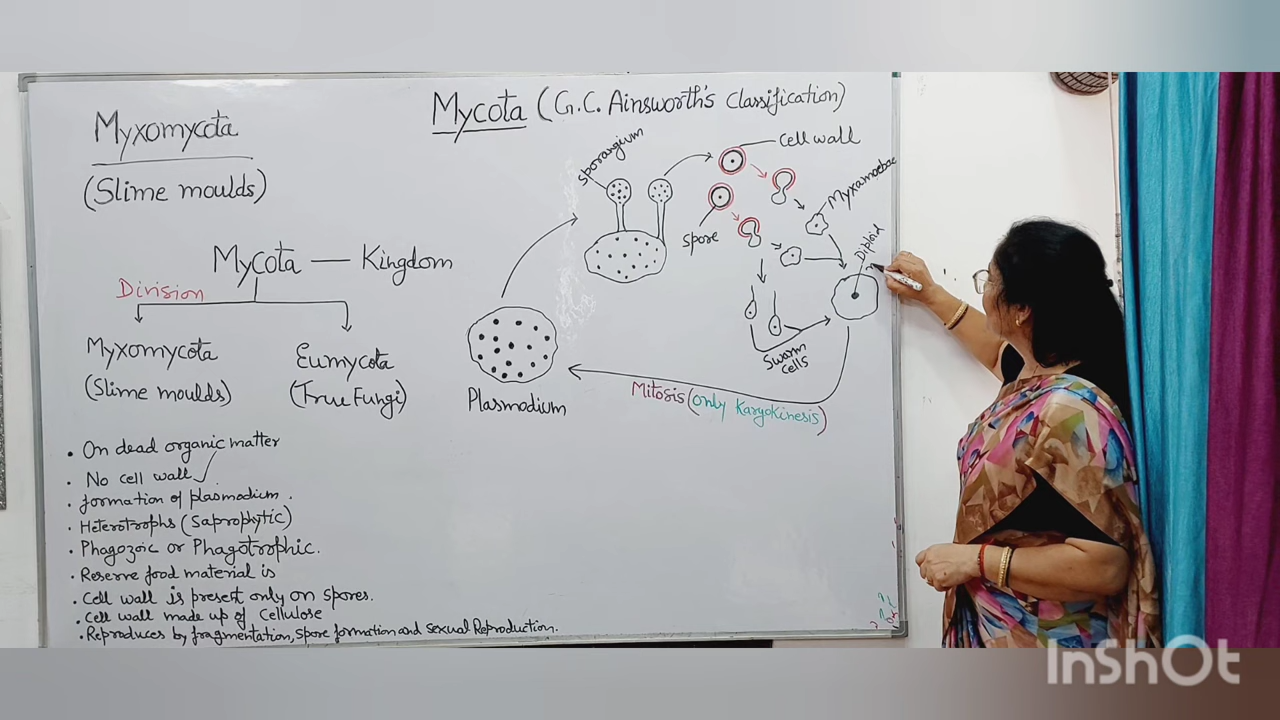 Mycota (G.C. Ainsworth's classification)
Myxomycota
(Slime moulds)
Mycota — Kingdom
Division
Myxomycota
(Slime moulds)
Eumycota
(True Fungi)
• On dead organic matter
• No cell wall
• formation of plasmodium.
• Heterotrophs (Saprophytic)
• Phagozoic or Phagotrophic.
• Reserve food material is
• Cell wall is present only on spores.
• Cell wall made up of Cellulose
• Reproduces by fragmentation, Spore formation and Sexual Reproduction.
sporangium
cell wall
spore
Myxamoebae
Diploid
Swarm
cells
Mitosis (only Karyokinesis)
Plasmodium
InShOt